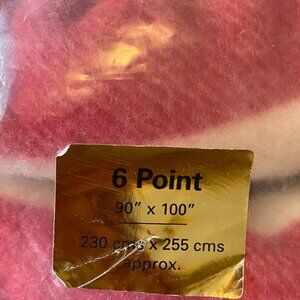 6 Point
90" x 100"
230 cms x 255 cms
approx.